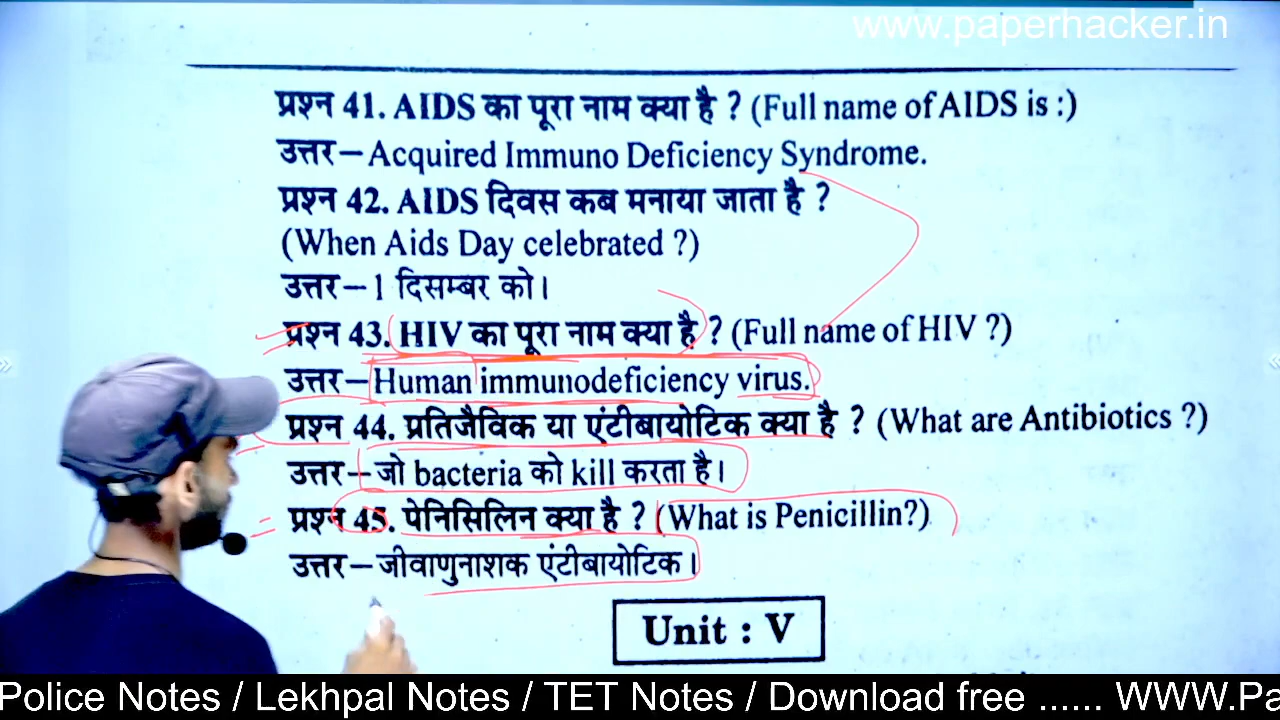 www.paperhacker.in
प्रश्न 41. AIDS का पूरा नाम क्या है ? (Full name of AIDS is :)
उत्तर–Acquired Immuno Deficiency Syndrome.
प्रश्न 42. AIDS दिवस कब मनाया जाता है ?
(When Aids Day celebrated ?)
उत्तर–1 दिसम्बर को।
प्रश्न 43. HIV का पूरा नाम क्या है ? (Full name of HIV ?)
उत्तर–Human immunodeficiency virus.
प्रश्न 44. प्रतिजैविक या एंटीबायोटिक क्या है ? (What are Antibiotics ?)
उत्तर–जो bacteria को kill करता है।
प्रश्न 45. पेनिसिलिन क्या है ? (What is Penicillin?)
उत्तर–जीवाणुनाशक एंटीबायोटिक।
Unit : V
Police Notes / Lekhpal Notes / TET Notes / Download free ...... WWW.Pa